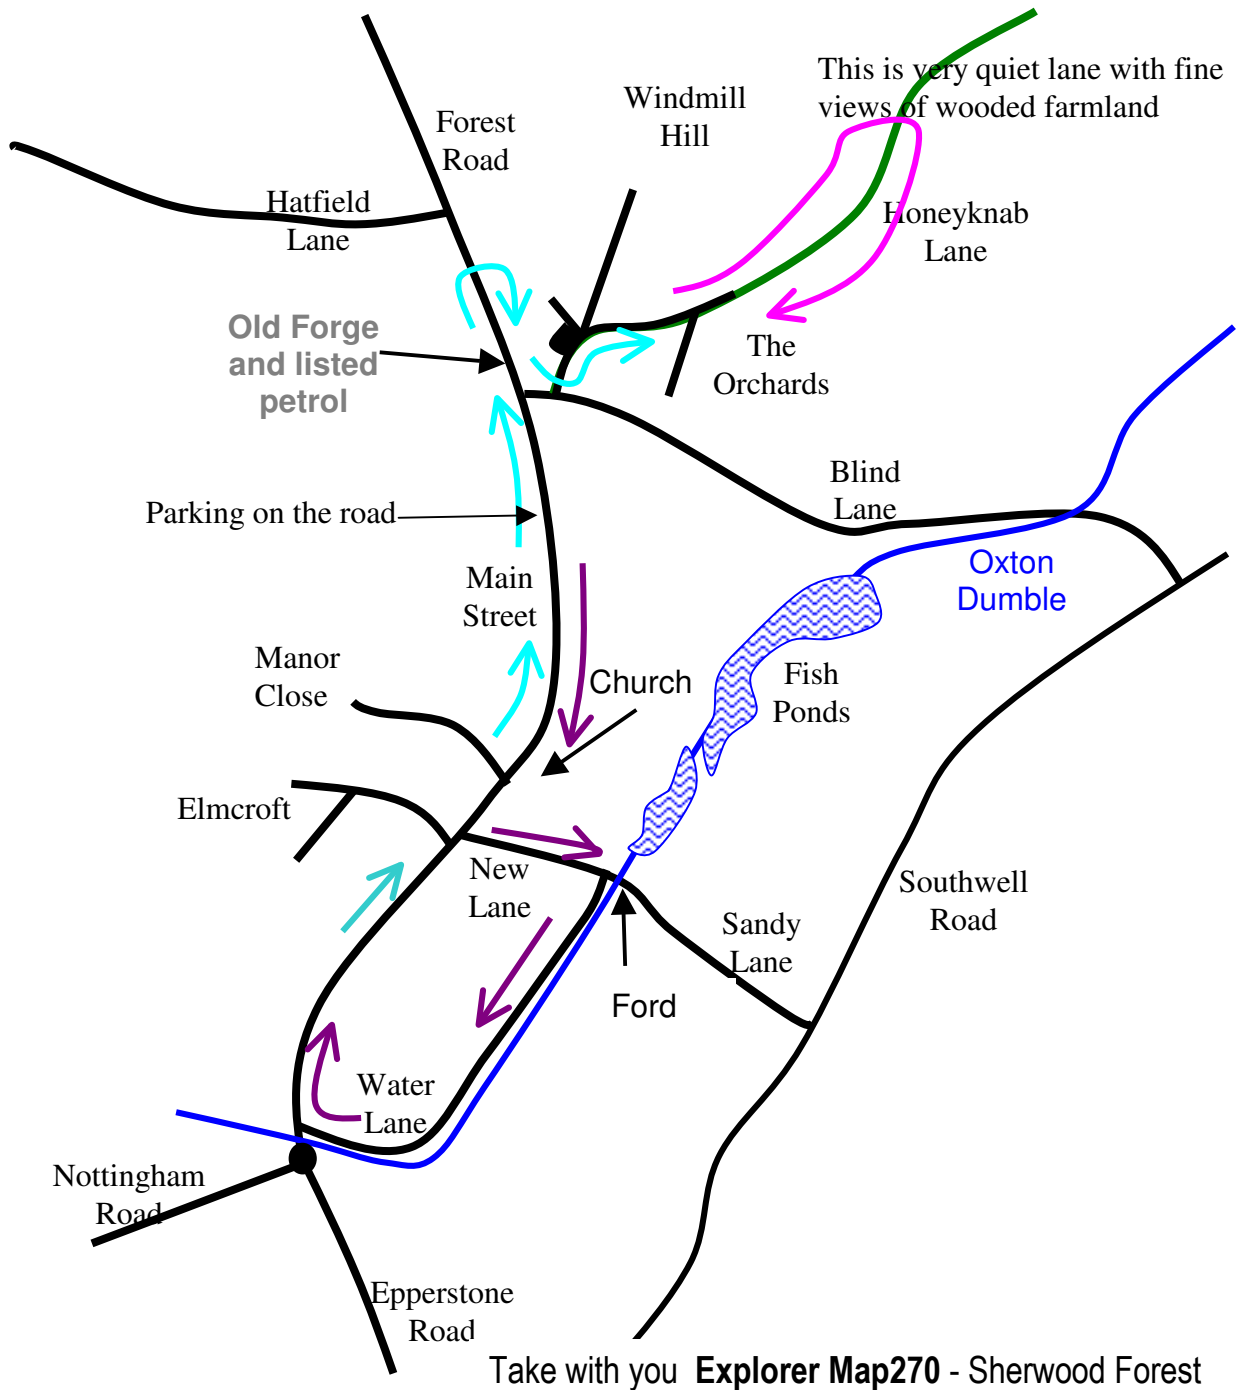 This is very quiet lane with fine
views of wooded farmland
Windmill
Hill
Forest
Road
Hatfield
Lane
Honeyknab
Lane
Old Forge
and listed
petrol
The
Orchards
Blind
Lane
Parking on the road
Oxton
Dumble
Main
Street
Manor
Close
Church
Fish
Ponds
Elmcroft
New
Lane
Southwell
Road
Sandy
Lane
Ford
Water
Lane
Nottingham
Road
Epperstone
Road
Take with you Explorer Map270 - Sherwood Forest